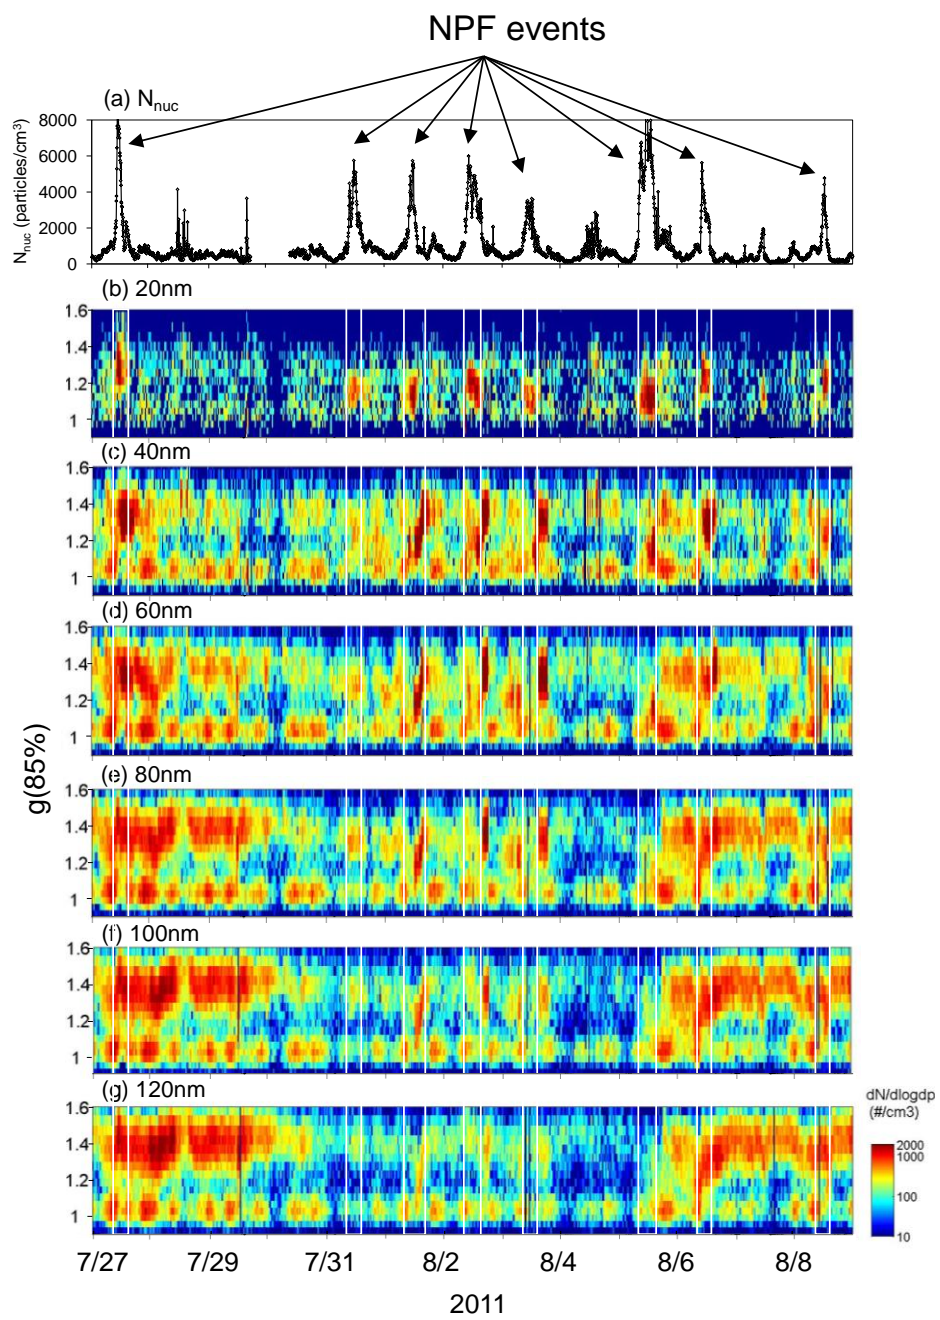 NPF events
(a) Nnuc
Nnuc (particles/cm3)
8000
6000
4000
2000
0
(b) 20nm
1.6
1.4
1.2
1
(c) 40nm
1.6
1.4
1.2
1
(d) 60nm
1.6
1.4
1.2
1
g(85%)
(e) 80nm
1.6
1.4
1.2
1
(f) 100nm
1.6
1.4
1.2
1
(g) 120nm
1.6
1.4
1.2
1
dN/dlogdp
(#/cm3)
2000
1000
100
10
7/27 7/29 7/31 8/2 8/4 8/6 8/8
2011